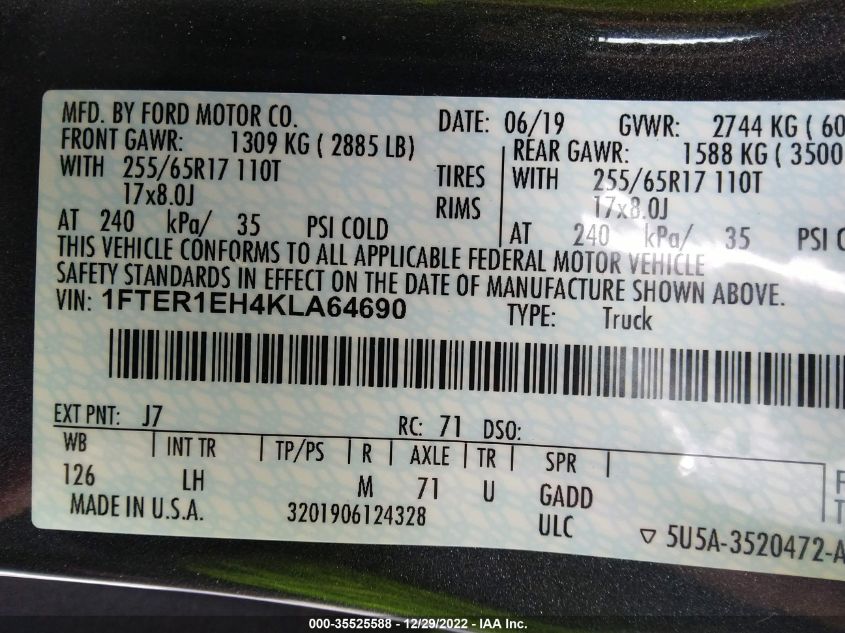 MFD. BY FORD MOTOR CO.
DATE: 06/19 GVWR: 2744 KG ( 60
FRONT GAWR: 1309 KG ( 2885 LB) REAR GAWR: 1588 KG ( 3500
WITH 255/65R17 110T TIRES WITH 255/65R17 110T
17x8.0J RIMS 17x8.0J
AT 240 kPa/ 35 PSI COLD AT 240 kPa/ 35 PSI C
THIS VEHICLE CONFORMS TO ALL APPLICABLE FEDERAL MOTOR VEHICLE
SAFETY STANDARDS IN EFFECT ON THE DATE OF MANUFACTURE SHOWN ABOVE.
VIN: 1FTER1EH4KLA64690 TYPE: Truck
EXT PNT: J7 RC: 71 DSO:
WB INT TR TP/PS R AXLE TR SPR
126 LH M 71 U GADD
MADE IN U.S.A. 3201906124328 ULC
▽ 5U5A-3520472-A
000-35525588 - 12/29/2022 - IAA Inc.